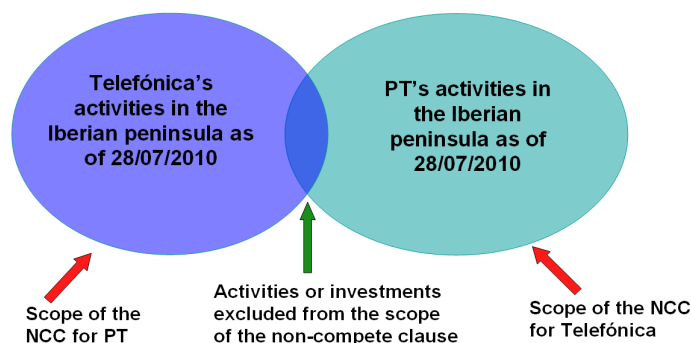 Telefónica's
activities in the
Iberian peninsula as
of 28/07/2010
PT's activities in
the Iberian
peninsula as of
28/07/2010
Scope of the
NCC for PT
Activities or investments
excluded from the scope
of the non-compete clause
Scope of the NCC
for Telefónica